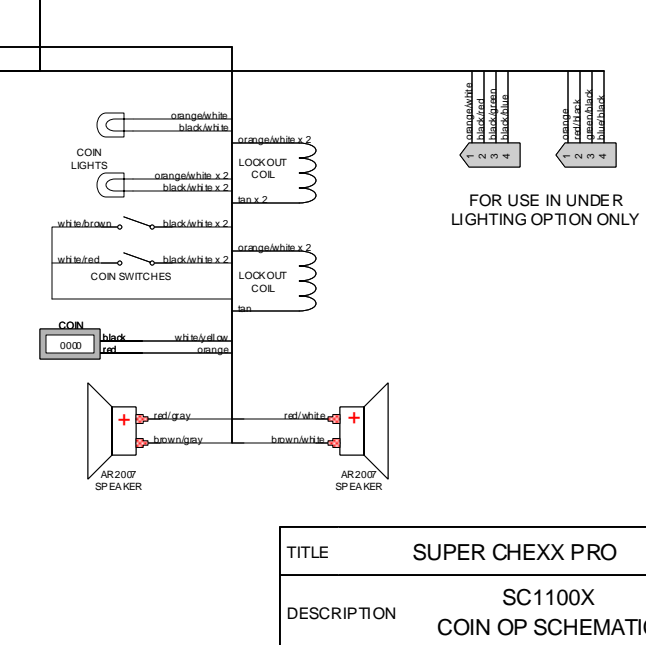 orange/white
black/white
COIN
LIGHTS
orange/white x 2
black/white x 2
orange/white x 2
LOCKOUT
COIL
tan x 2
white/brown
black/white x 2
white/red
black/white x 2
COIN SWITCHES
orange/white x 2
LOCKOUT
COIL
tan
COIN
0000
black
red
white/yellow
orange
red/gray
brown/gray
red/white
brown/white
+
+
AR2007
SPEAKER
AR2007
SPEAKER
orange/white
black/red
black/green
black/blue
1 2 3 4
orange
red/black
green/black
blue/black
1 2 3 4
FOR USE IN UNDER
LIGHTING OPTION ONLY
TITLE
SUPER CHEXX PRO
DESCRIPTION
SC1100X
COIN OP SCHEMATI